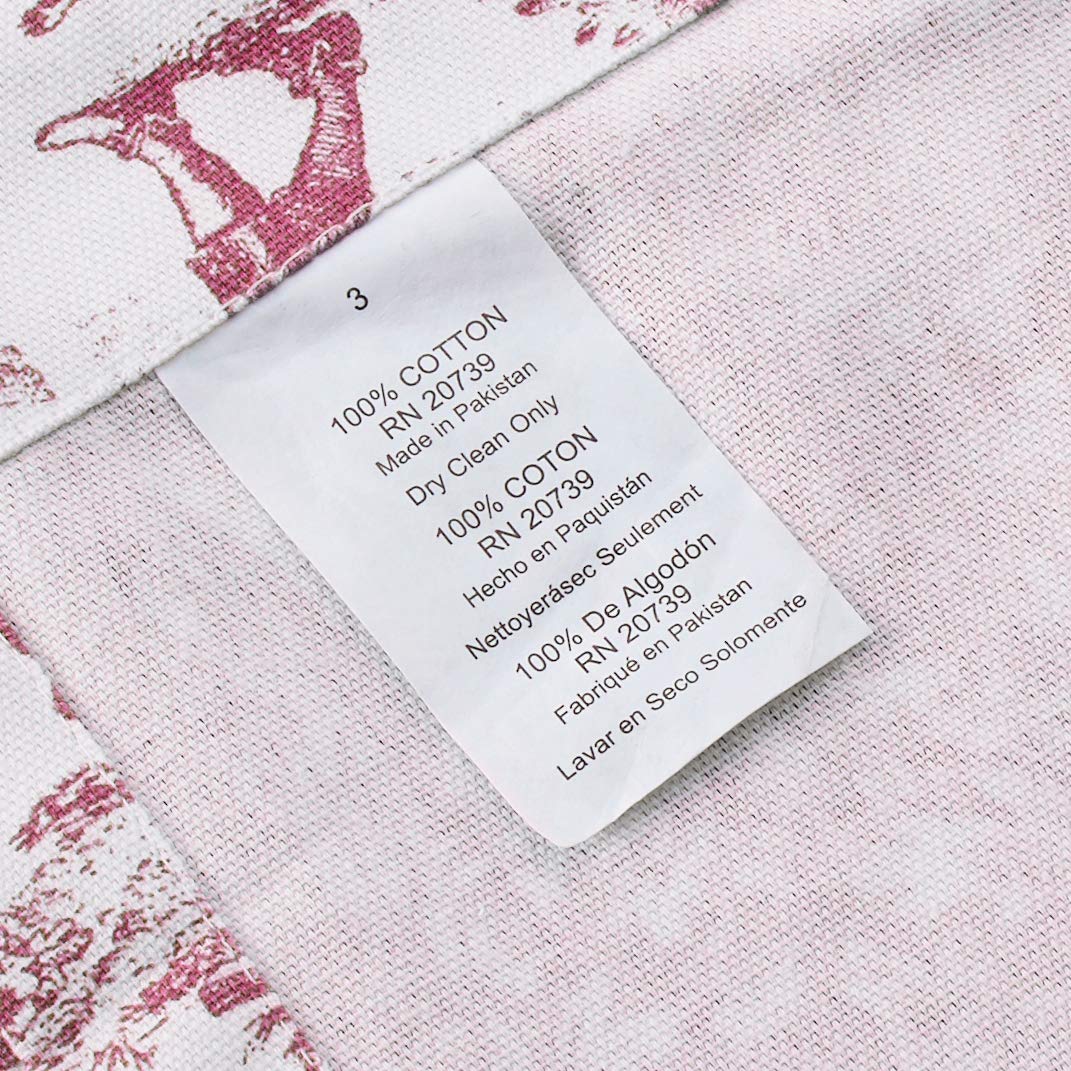 3
100% COTTON
RN 20739
Made in Pakistan
Dry Clean Only
100% COTON
RN 20739
Hecho en Paquistán
Nettoyerásec Seulement
100% De Algodón
RN 20739
Fabriqué en Pakistan
Lavar en Seco Solomente